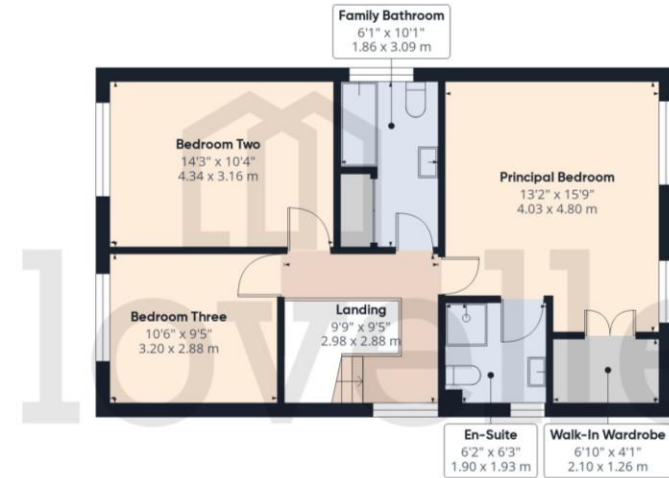 Family Bathroom
6'1" x 10'1"
1.86 x 3.09 m
Bedroom Two
14'3" x 10'4"
4.34 x 3.16 m
Principal Bedroom
13'2" x 15'9"
4.03 x 4.80 m
Bedroom Three
10'6" x 9'5"
3.20 x 2.88 m
Landing
9'9" x 9'5"
2.98 x 2.88 m
En-Suite
6'2" x 6'3"
1.90 x 1.93 m
Walk-In Wardrobe
6'10" x 4'1"
2.10 x 1.26 m
lovelle